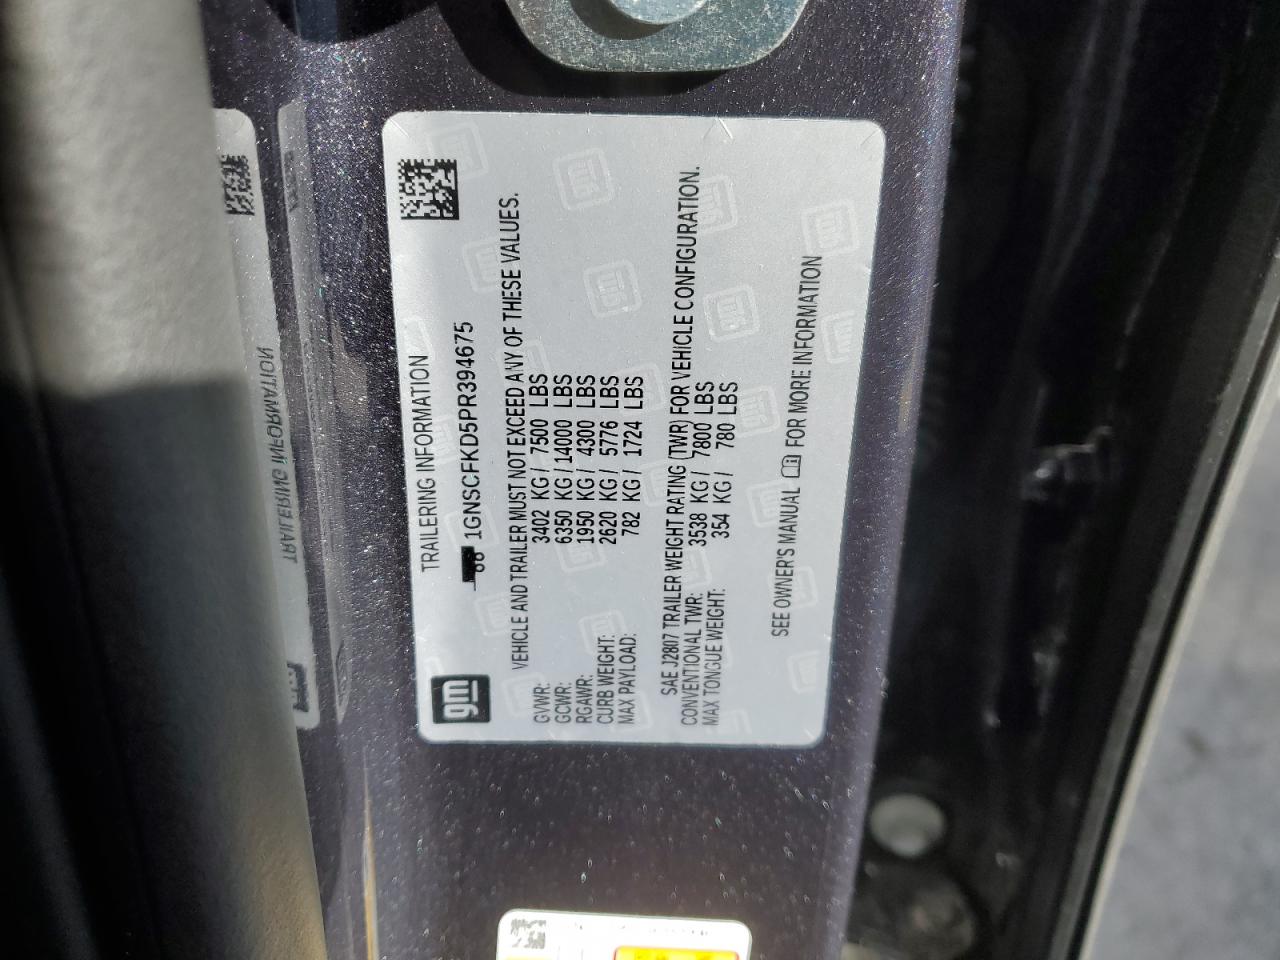 TRAILERING INFORMATION
gm
1GNSCFKD5PR394675
VEHICLE AND TRAILER MUST NOT EXCEED ANY OF THESE VALUES.
GVWR: 3402 KG / 7500 LBS
GCWR: 6350 KG / 14000 LBS
RGAWR: 1950 KG / 4300 LBS
CURB WEIGHT: 2620 KG / 5776 LBS
MAX PAYLOAD: 782 KG / 1724 LBS
SAE J2807 TRAILER WEIGHT RATING (TWR) FOR VEHICLE CONFIGURATION.
CONVENTIONAL TWR: 3538 KG / 7800 LBS
MAX TONGUE WEIGHT: 354 KG / 780 LBS
SEE OWNER'S MANUAL FOR MORE INFORMATION
TRAILERING INFORMATION